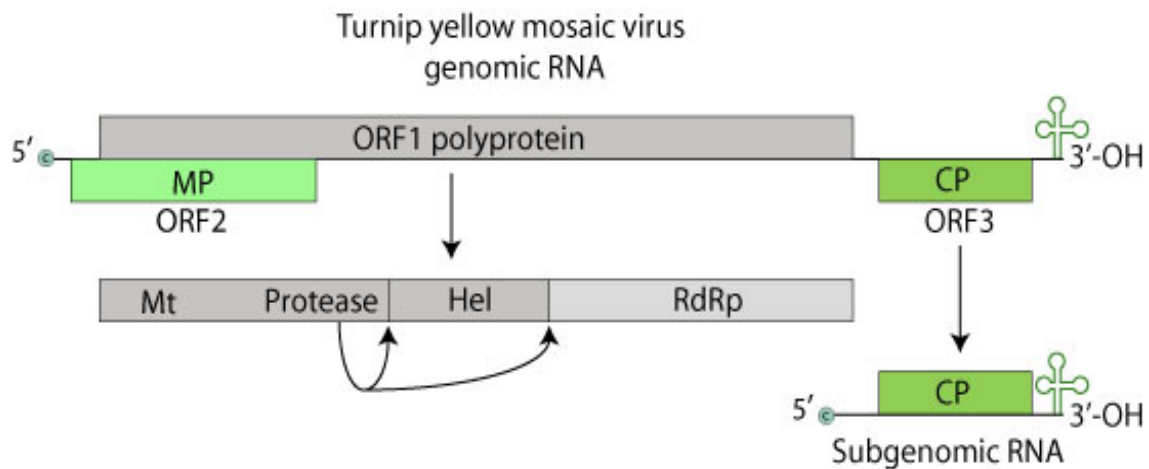 Turnip yellow mosaic virus
genomic RNA
ORF1 polyprotein
5′ c 3′-OH
MP CP
ORF2 ORF3
Mt Protease Hel RdRp
CP
5′ c 3′-OH
Subgenomic RNA